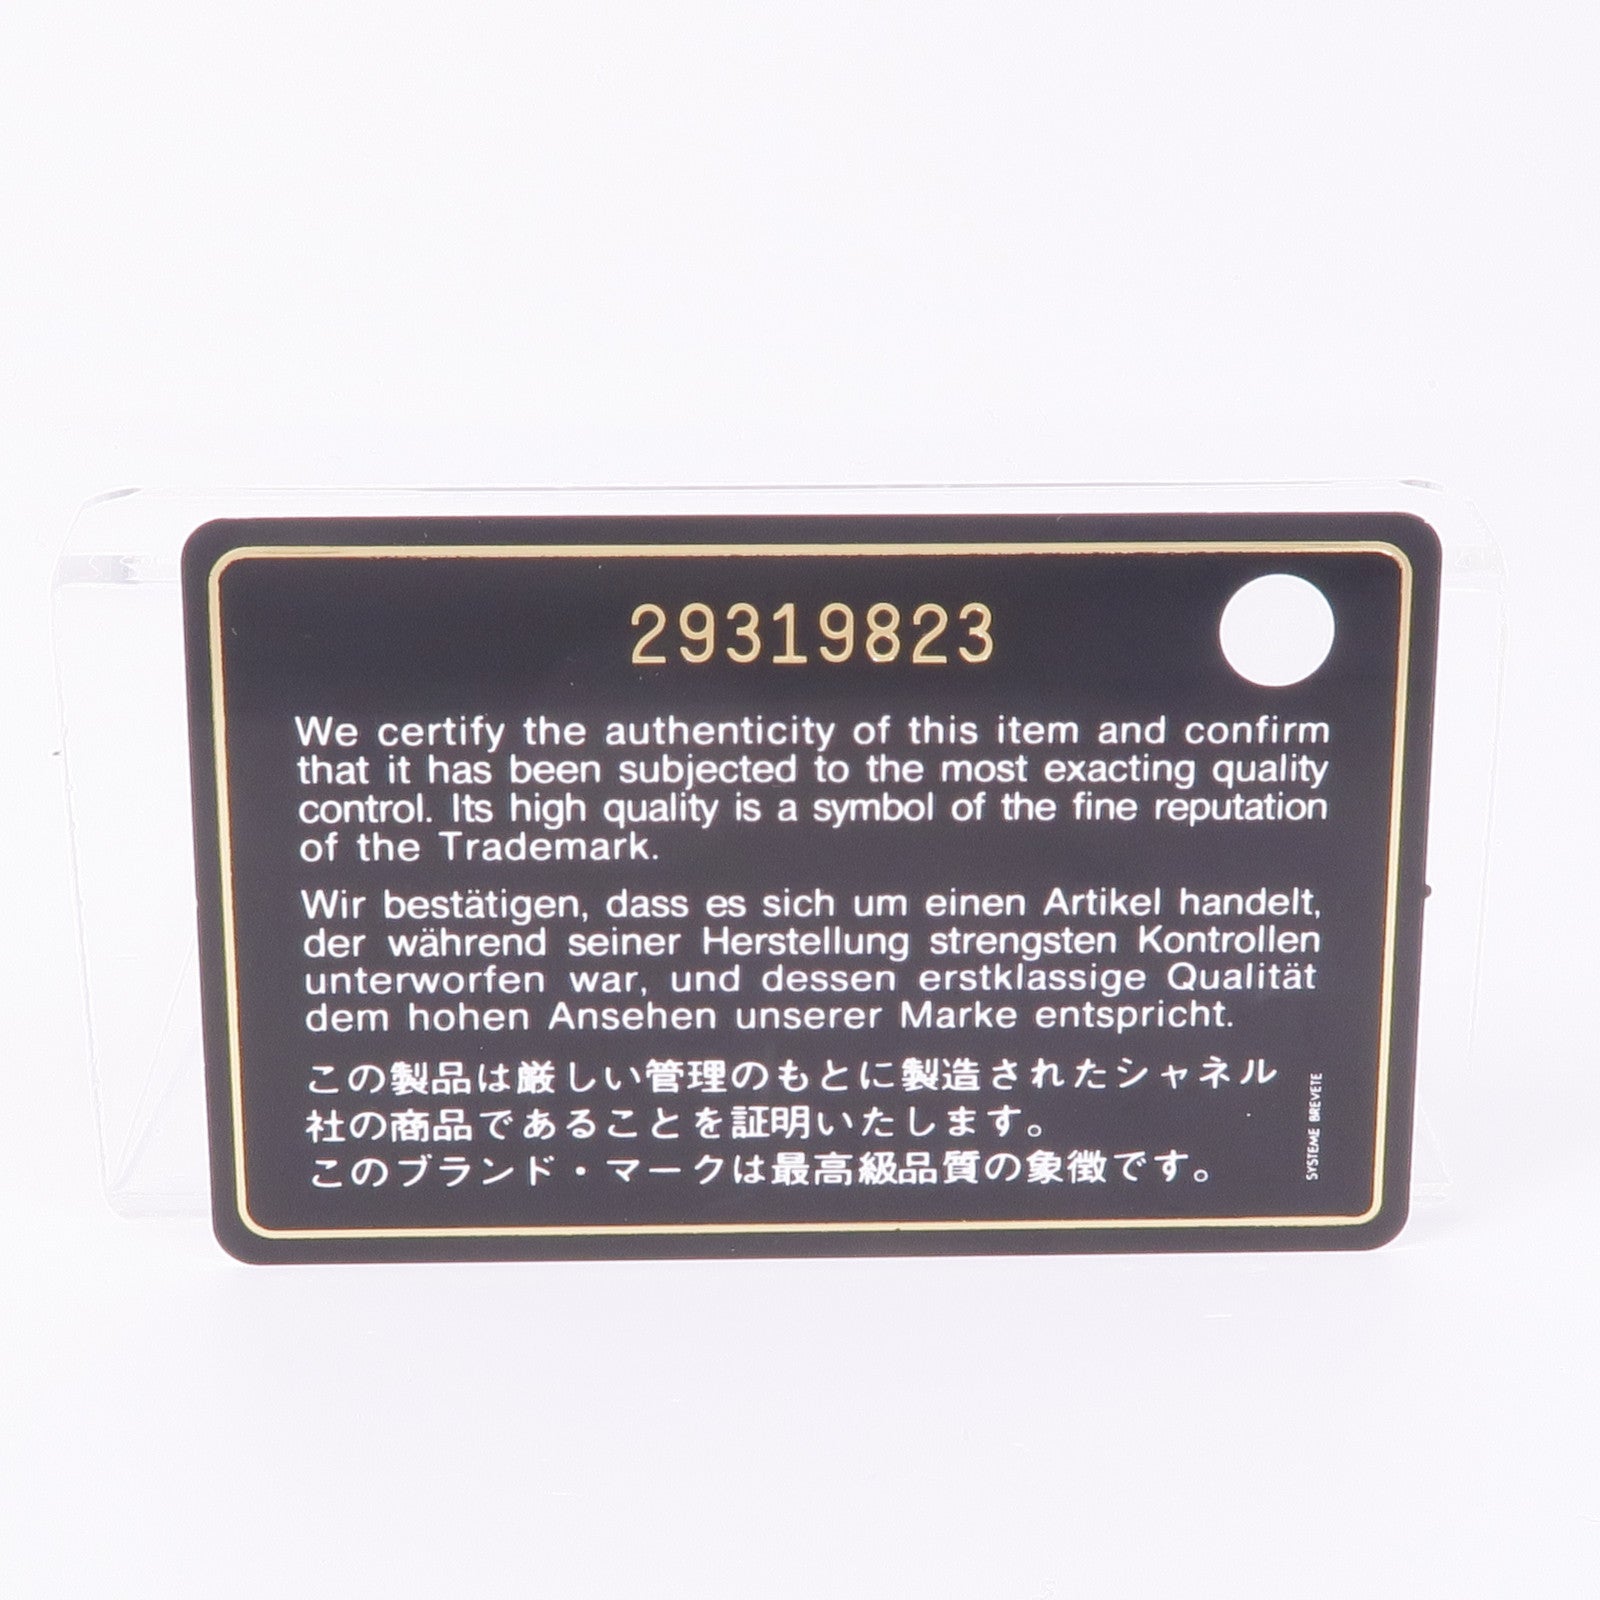 29319823
We certify the authenticity of this item and confirm
that it has been subjected to the most exacting quality
control. Its high quality is a symbol of the fine reputation
of the Trademark.
Wir bestätigen, dass es sich um einen Artikel handelt,
der während seiner Herstellung strengsten Kontrollen
unterworfen war, und dessen erstklassige Qualität
dem hohen Ansehen unserer Marke entspricht.
この製品は厳しい管理のもとに製造されたシャネル
社の商品であることを証明いたします。
このブランド・マークは最高級品質の象徴です。
SYSTEME BREVETE